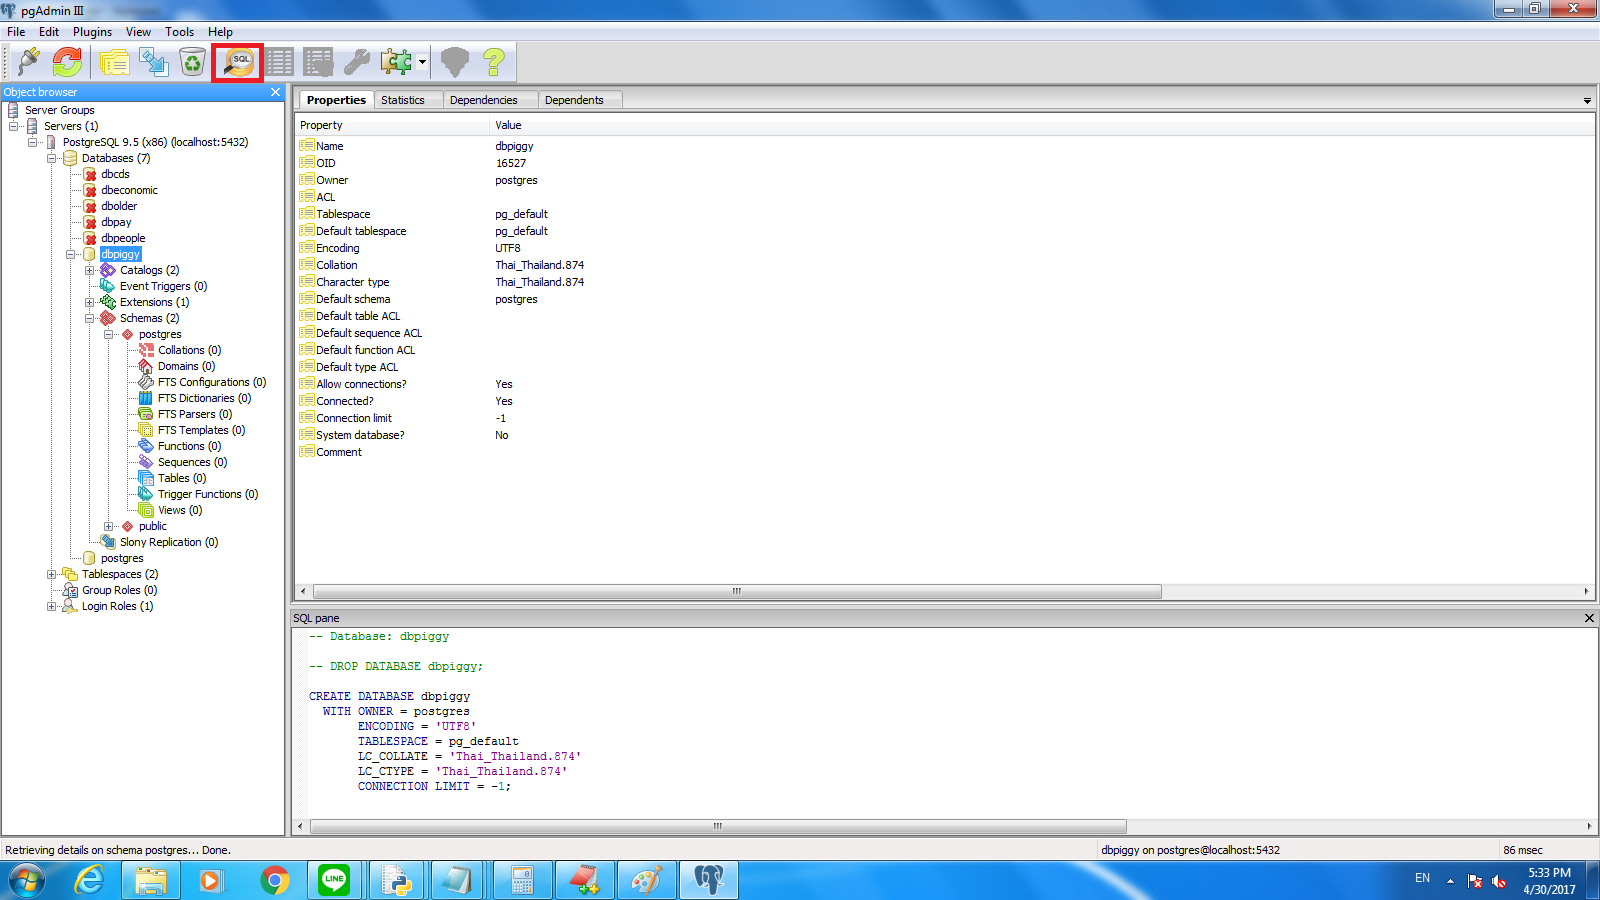 pgAdmin III
File Edit Plugins View Tools Help
SQL
Object browser
Server Groups
Servers (1)
PostgreSQL 9.5 (x86) (localhost:5432)
Databases (7)
dbcds
dbeconomic
dbolder
dbpay
dbpeople
dbpiggy
Catalogs (2)
Event Triggers (0)
Extensions (1)
Schemas (2)
postgres
Collations (0)
Domains (0)
FTS Configurations (0)
FTS Dictionaries (0)
FTS Parsers (0)
FTS Templates (0)
Functions (0)
Sequences (0)
Tables (0)
Trigger Functions (0)
Views (0)
public
Slony Replication (0)
postgres
Tablespaces (2)
Group Roles (0)
Login Roles (1)
Properties Statistics Dependencies Dependents
Property Value
Name dbpiggy
OID 16527
Owner postgres
ACL
Tablespace pg_default
Default tablespace pg_default
Encoding UTF8
Collation Thai_Thailand.874
Character type Thai_Thailand.874
Default schema postgres
Default table ACL
Default sequence ACL
Default function ACL
Default type ACL
Allow connections? Yes
Connected? Yes
Connection limit -1
System database? No
Comment
SQL pane
-- Database: dbpiggy
-- DROP DATABASE dbpiggy;
CREATE DATABASE dbpiggy
WITH OWNER = postgres
ENCODING = 'UTF8'
TABLESPACE = pg_default
LC_COLLATE = 'Thai_Thailand.874'
LC_CTYPE = 'Thai_Thailand.874'
CONNECTION LIMIT = -1;
Retrieving details on schema postgres... Done. dbpiggy on postgres@localhost:5432 86 msec
LINE
EN
5:33 PM
4/30/2017